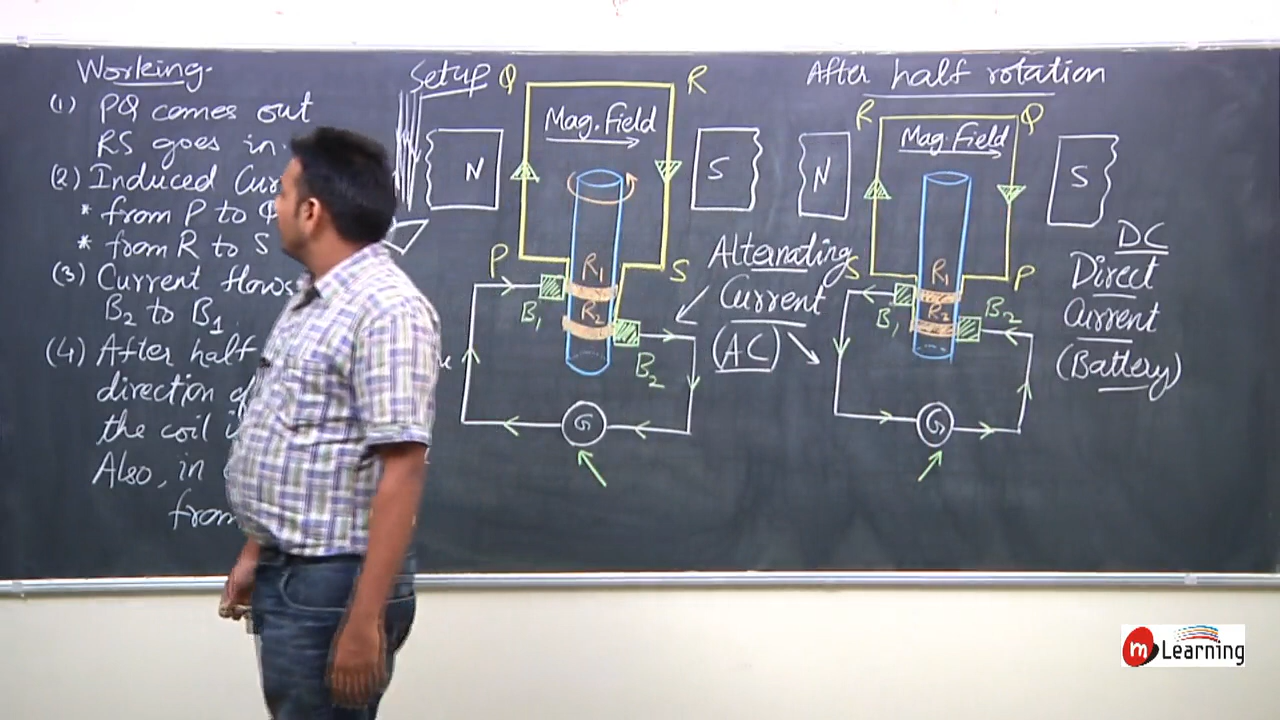 Working.
(1) PQ comes out
RS goes in.
(2) Induced
* from P to
* from R to S
(3) Current flows
B2 to B1.
(4) After half
direction
the coil
Also, in
from
Setup
Q
R
Mag. Field
N
S
P
S
R1
R2
B1
B2
G
Alternating
Current
(AC)
After half rotation
R
Q
Mag. Field
N
S
S
P
R1
R2
B1
B2
G
DC
Direct
Current
(Battery)
m Learning